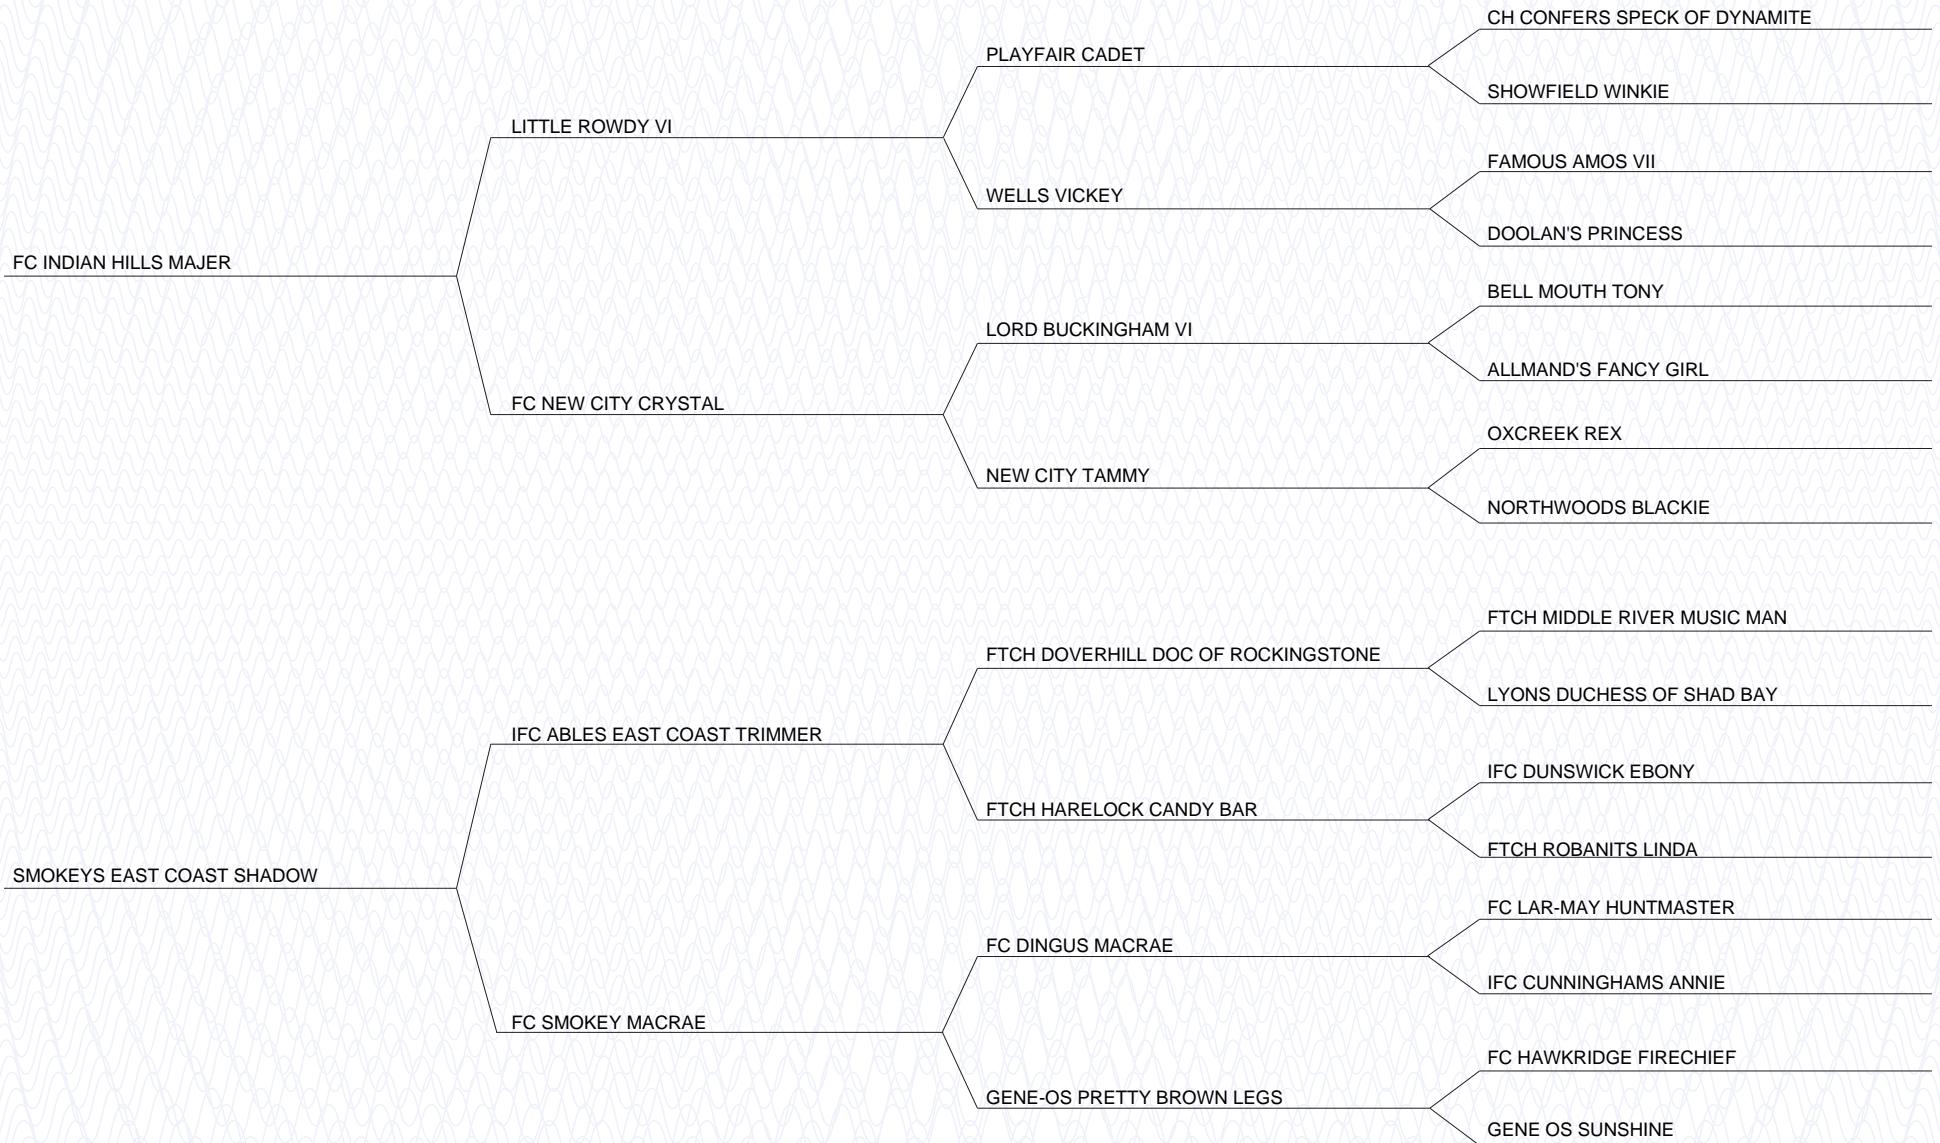 CH CONFERS SPECK OF DYNAMITE
PLAYFAIR CADET
SHOWFIELD WINKIE
LITTLE ROWDY VI
FAMOUS AMOS VII
WELLS VICKEY
DOOLAN'S PRINCESS
FC INDIAN HILLS MAJER
BELL MOUTH TONY
LORD BUCKINGHAM VI
ALLMAND'S FANCY GIRL
FC NEW CITY CRYSTAL
OXCREEK REX
NEW CITY TAMMY
NORTHWOODS BLACKIE
FTCH MIDDLE RIVER MUSIC MAN
FTCH DOVERHILL DOC OF ROCKINGSTONE
LYONS DUCHESS OF SHAD BAY
IFC ABLES EAST COAST TRIMMER
IFC DUNSWICK EBONY
FTCH HARELOCK CANDY BAR
FTCH ROBANITS LINDA
SMOKEYS EAST COAST SHADOW
FC LAR-MAY HUNTMASTER
FC DINGUS MACRAE
IFC CUNNINGHAMS ANNIE
FC SMOKEY MACRAE
FC HAWKRIDGE FIRECHIEF
GENE-OS PRETTY BROWN LEGS
GENE OS SUNSHINE